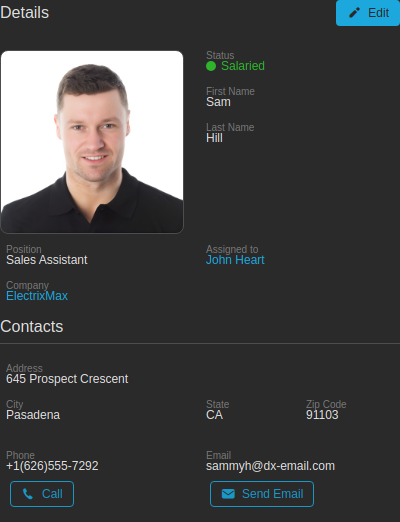 Details
Edit
Status
Salaried
First Name
Sam
Last Name
Hill
Position
Sales Assistant
Assigned to
John Heart
Company
ElectrixMax
Contacts
Address
645 Prospect Crescent
City
Pasadena
State
CA
Zip Code
91103
Phone
+1(626)555-7292
Email
sammyh@dx-email.com
Call
Send Email